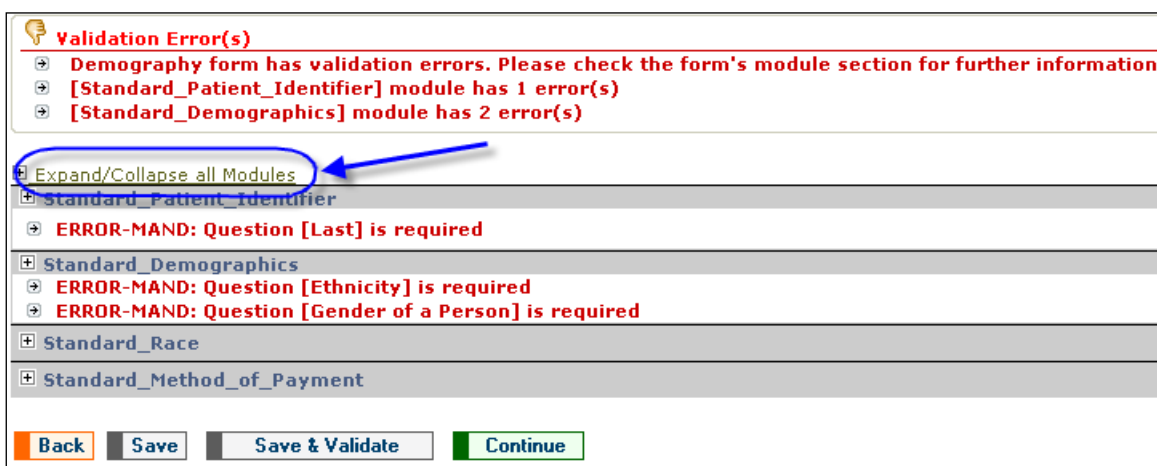 Validation Error(s)
Demography form has validation errors. Please check the form's module section for further information
[Standard_Patient_Identifier] module has 1 error(s)
[Standard_Demographics] module has 2 error(s)
Expand/Collapse all Modules
Standard_Patient_Identifier
ERROR-MAND: Question [Last] is required
Standard_Demographics
ERROR-MAND: Question [Ethnicity] is required
ERROR-MAND: Question [Gender of a Person] is required
Standard_Race
Standard_Method_of_Payment
Back Save Save & Validate Continue